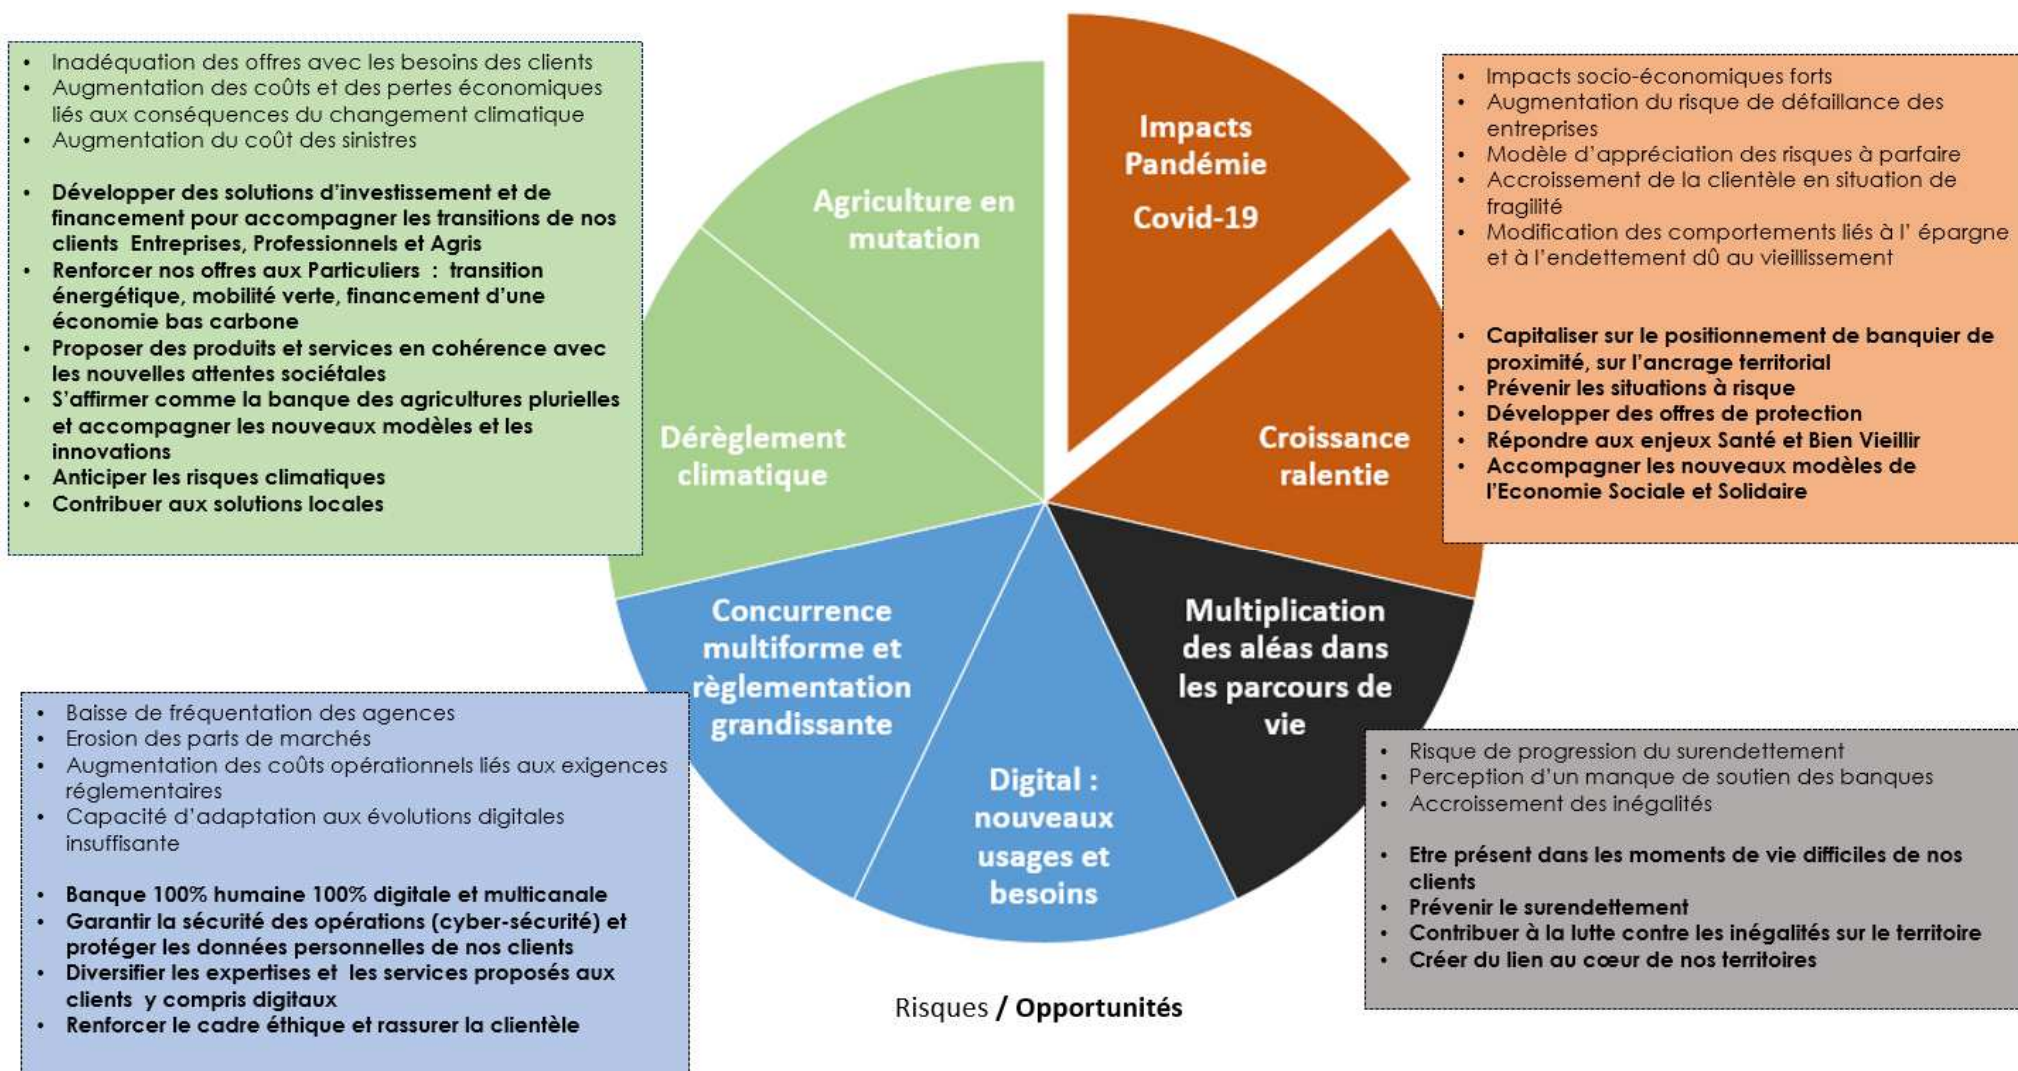 • Inadéquation des offres avec les besoins des clients
• Augmentation des coûts et des pertes économiques
liés aux conséquences du changement climatique
• Augmentation du coût des sinistres
• Développer des solutions d'investissement et de
financement pour accompagner les transitions de nos
clients Entreprises, Professionnels et Agris
• Renforcer nos offres aux Particuliers : transition
énergétique, mobilité verte, financement d'une
économie bas carbone
• Proposer des produits et services en cohérence avec
les nouvelles attentes sociétales
• S'affirmer comme la banque des agricultures plurielles
et accompagner les nouveaux modèles et les
innovations
• Anticiper les risques climatiques
• Contribuer aux solutions locales
Agriculture en
mutation
Impacts
Pandémie
Covid-19
• Impacts socio-économiques forts
• Augmentation du risque de défaillance des
entreprises
• Modèle d'appréciation des risques à parfaire
• Accroissement de la clientèle en situation de
fragilité
• Modification des comportements liés à l' épargne
et à l'endettement dû au vieillissement
• Capitaliser sur le positionnement de banquier de
proximité, sur l'ancrage territorial
• Prévenir les situations à risque
• Développer des offres de protection
• Répondre aux enjeux Santé et Bien Vieillir
• Accompagner les nouveaux modèles de
l'Economie Sociale et Solidaire
Dérèglement
climatique
Croissance
ralentie
Concurrence
multiforme et
règlementation
grandissante
Multiplication
des aléas dans
les parcours de
vie
Digital :
nouveaux
usages et
besoins
• Baisse de fréquentation des agences
• Erosion des parts de marchés
• Augmentation des coûts opérationnels liés aux exigences
réglementaires
• Capacité d'adaptation aux évolutions digitales
insuffisante
• Banque 100% humaine 100% digitale et multicanale
• Garantir la sécurité des opérations (cyber-sécurité) et
protéger les données personnelles de nos clients
• Diversifier les expertises et les services proposés aux
clients y compris digitaux
• Renforcer le cadre éthique et rassurer la clientèle
• Risque de progression du surendettement
• Perception d'un manque de soutien des banques
• Accroissement des inégalités
• Etre présent dans les moments de vie difficiles de nos
clients
• Prévenir le surendettement
• Contribuer à la lutte contre les inégalités sur le territoire
• Créer du lien au cœur de nos territoires
Risques / Opportunités